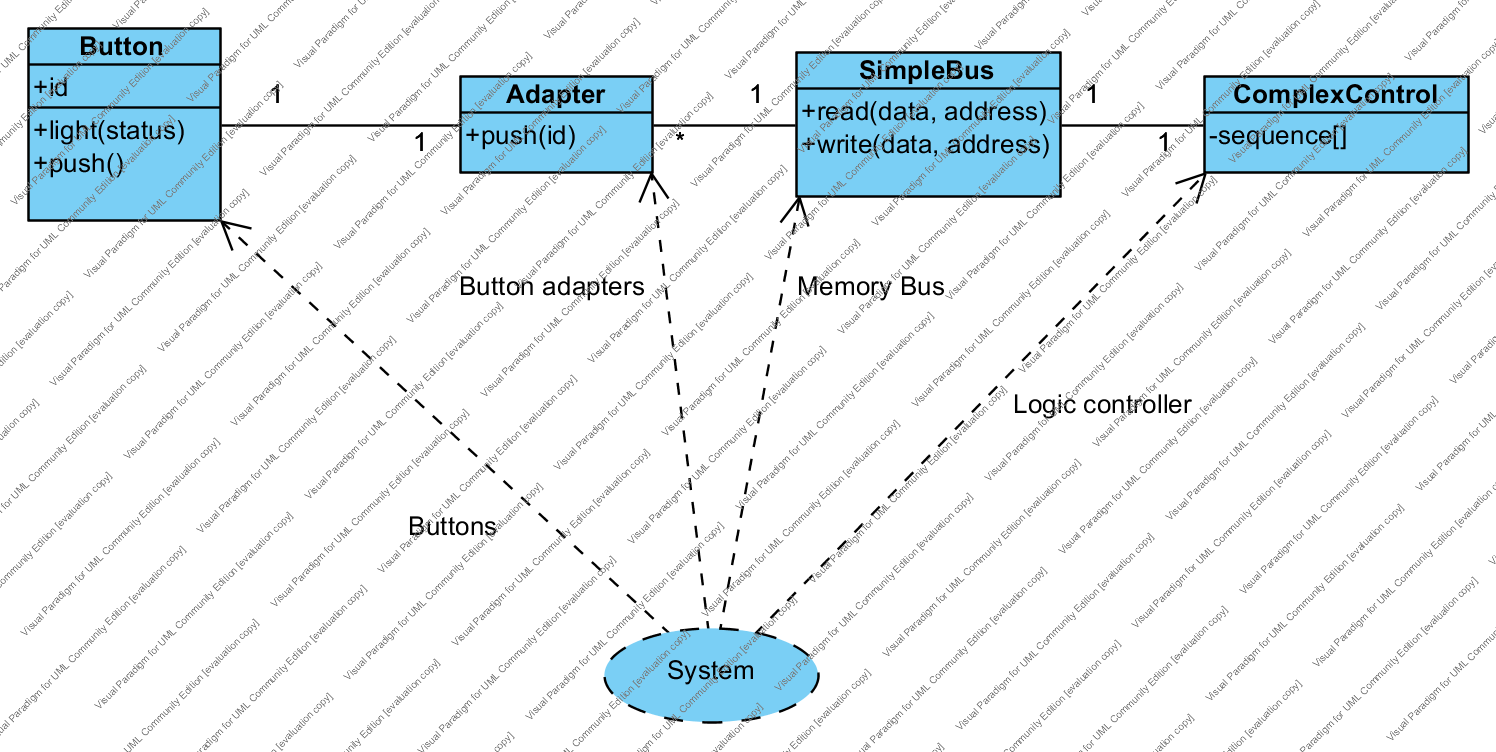 Button
+id
+light(status)
+push()
1
1
Adapter
+push(id)
*
1
SimpleBus
+read(data, address)
+write(data, address)
1
1
ComplexControl
-sequence[]
Button adapters
Memory Bus
Logic controller
Buttons
System
Visual Paradigm for UML Community Edition [evaluation copy]